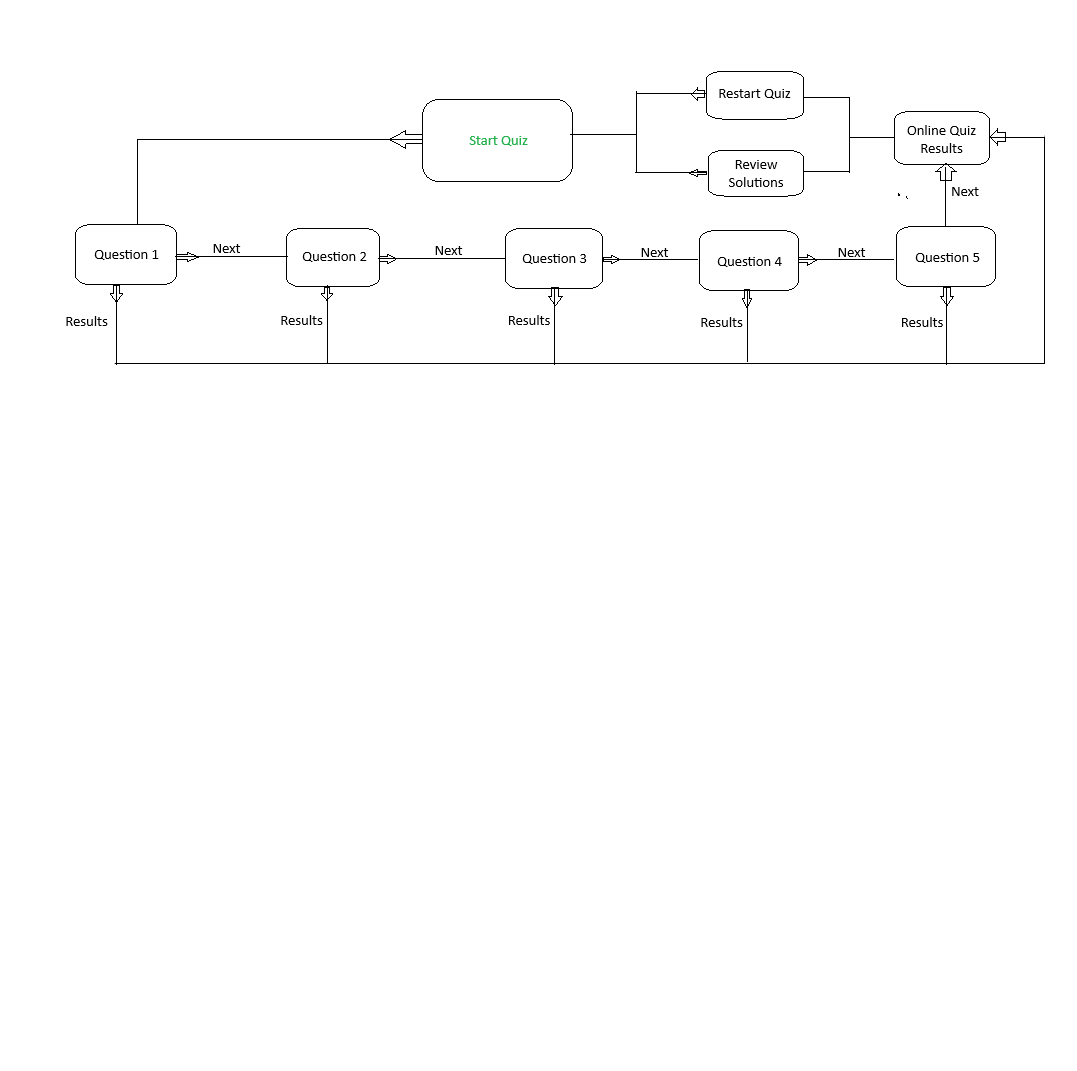 Restart Quiz
Start Quiz
Online Quiz
Results
Review
Solutions
Next
Question 1
Next
Question 2
Next
Question 3
Next
Question 4
Next
Question 5
Results
Results
Results
Results
Results